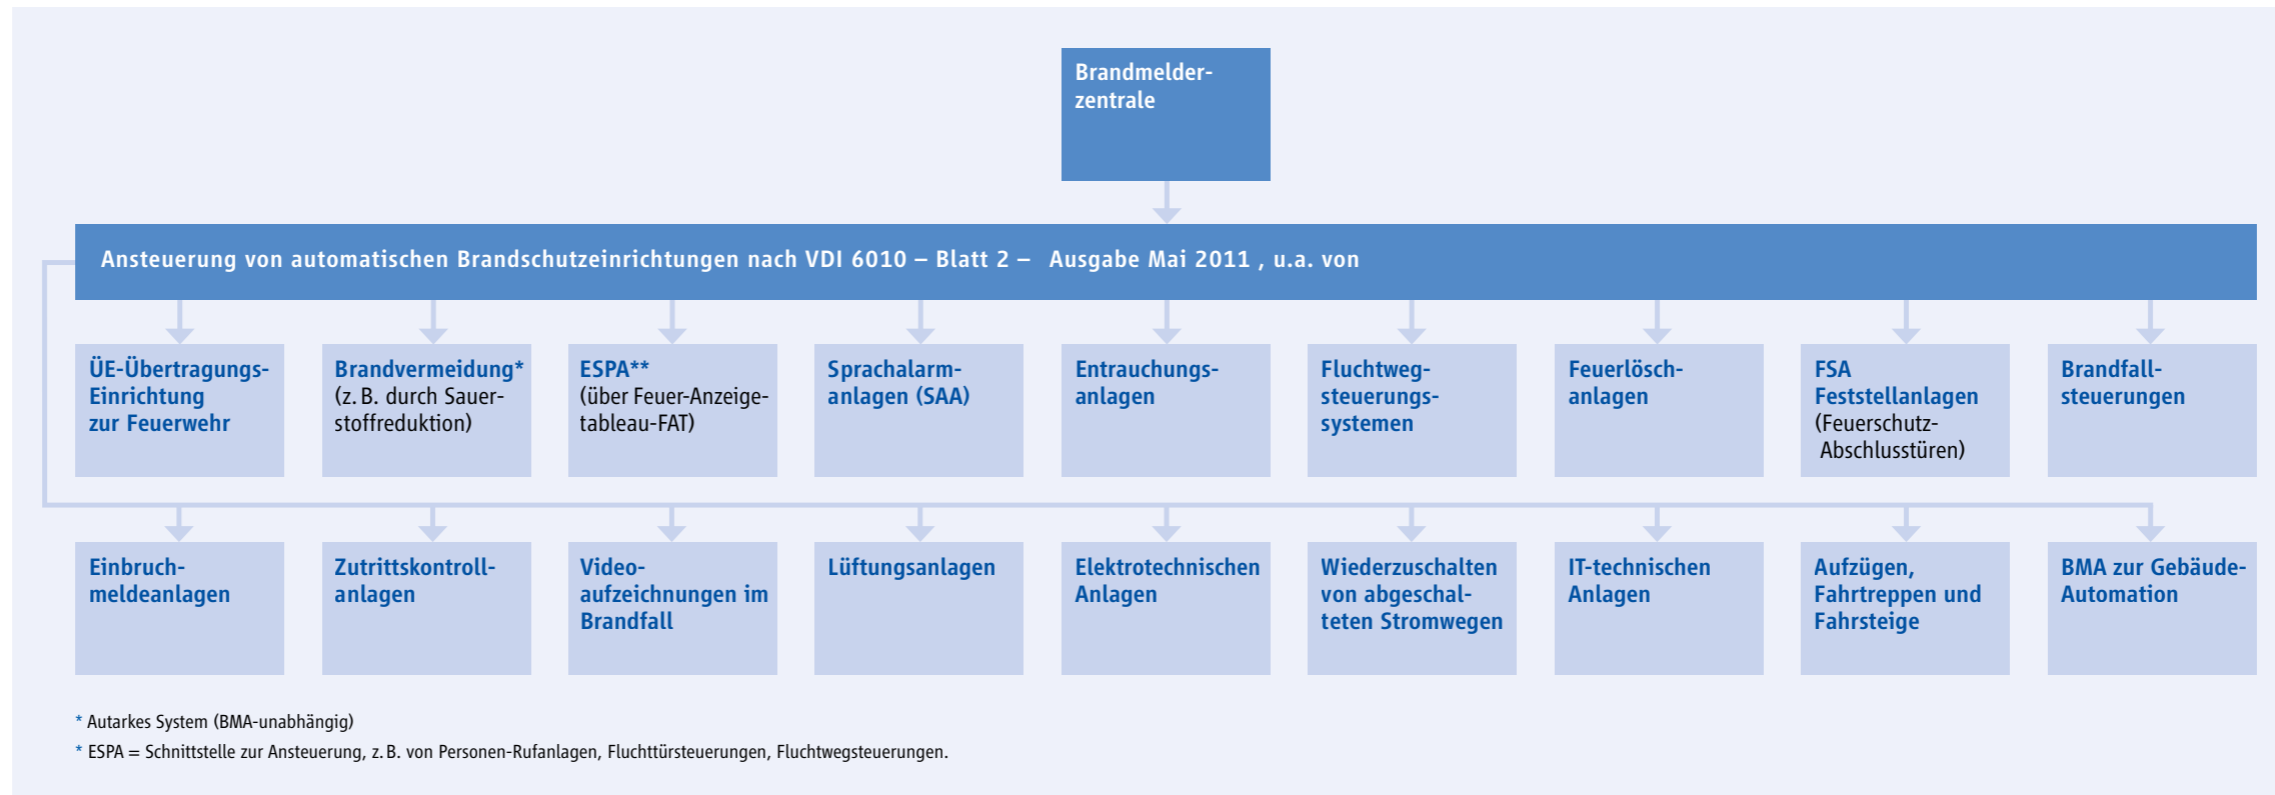 Brandmelder-
zentrale
Ansteuerung von automatischen Brandschutzeinrichtungen nach VDI 6010 – Blatt 2 – Ausgabe Mai 2011 , u.a. von
ÜE-Übertragungs-
Einrichtung
zur Feuerwehr
Brandvermeidung*
(z. B. durch Sauer-
stoffreduktion)
ESPA**
(über Feuer-Anzeige-
tableau-FAT)
Sprachalarm-
anlagen (SAA)
Entrauchungs-
anlagen
Fluchtweg-
steuerungs-
systemen
Feuerlösch-
anlagen
FSA
Feststellanlagen
(Feuerschutz-
Abschlusstüren)
Brandfall-
steuerungen
Einbruch-
meldeanlagen
Zutrittskontroll-
anlagen
Video-
aufzeichnungen im
Brandfall
Lüftungsanlagen
Elektrotechnischen
Anlagen
Wiederzuschalten
von abgeschal-
teten Stromwegen
IT-technischen
Anlagen
Aufzügen,
Fahrtreppen und
Fahrsteige
BMA zur Gebäude-
Automation
* Autarkes System (BMA-unabhängig)
* ESPA = Schnittstelle zur Ansteuerung, z. B. von Personen-Rufanlagen, Fluchttürsteuerungen, Fluchtwegsteuerungen.